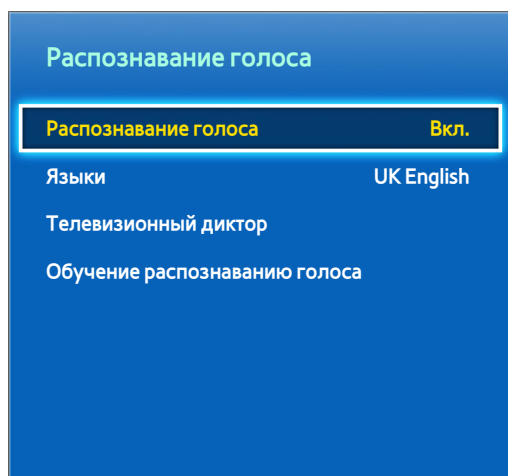 Распознавание голоса
Распознавание голоса Вкл.
Языки UK English
Телевизионный диктор
Обучение распознаванию голоса